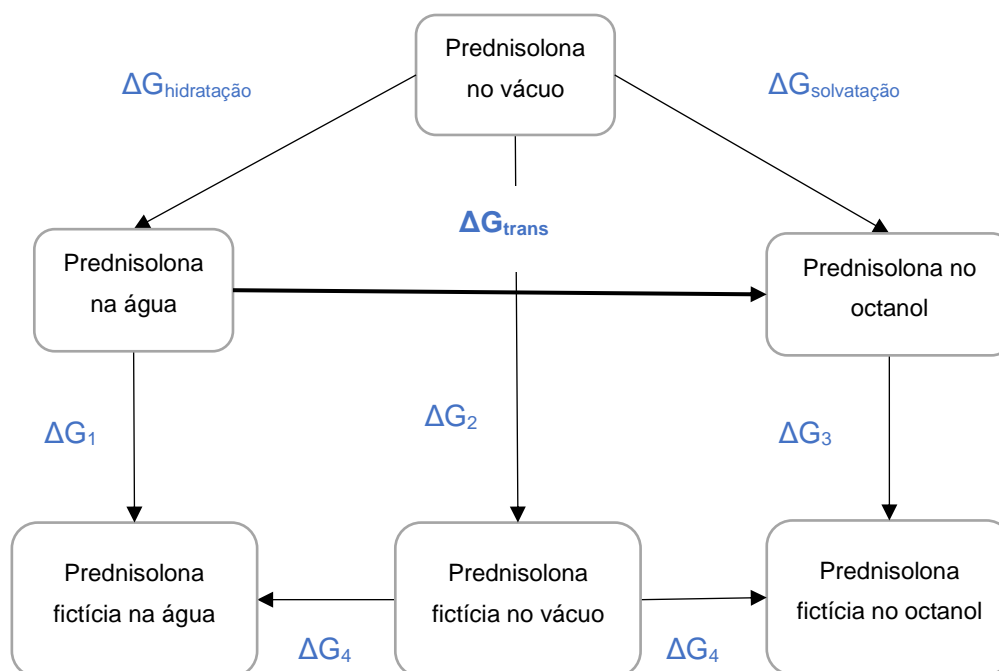 Prednisolona
no vácuo
ΔGhidratação
ΔGsolvatação
ΔGtrans
Prednisolona
na água
Prednisolona no
octanol
ΔG1
ΔG2
ΔG3
Prednisolona
fictícia na água
Prednisolona
fictícia no vácuo
Prednisolona
fictícia no octanol
ΔG4
ΔG4